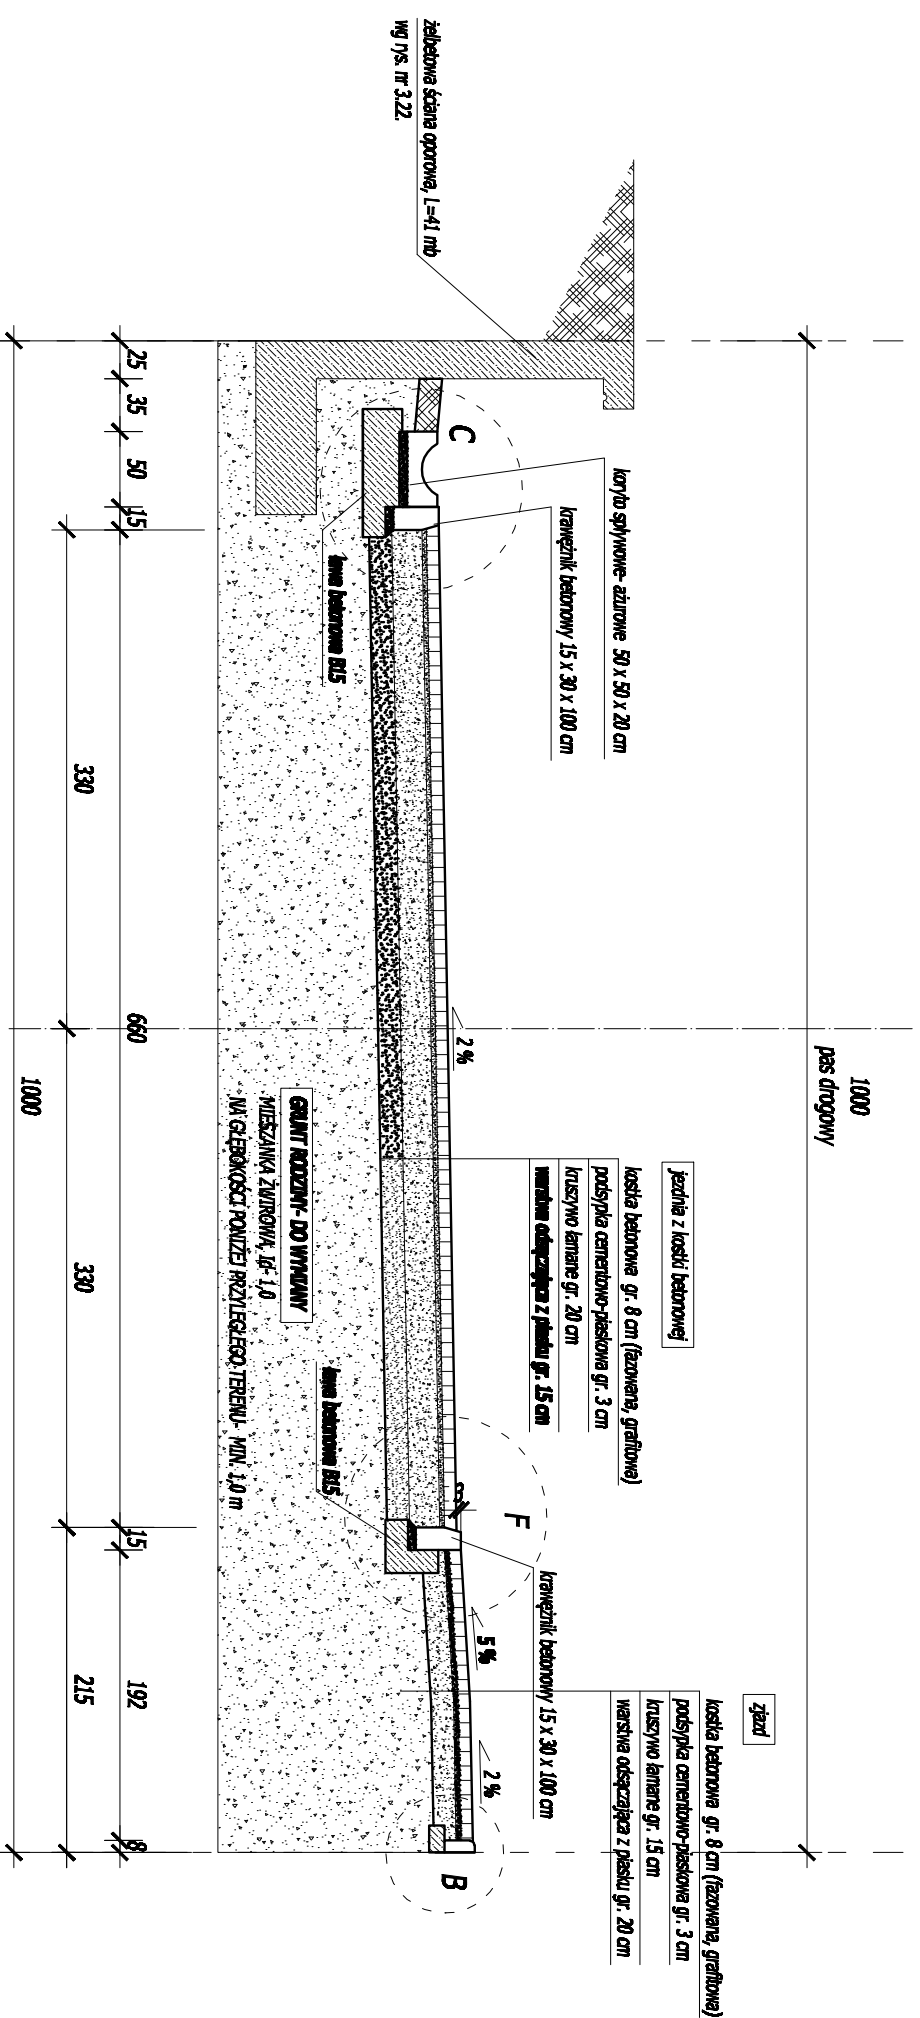 1000
pas drogowy
zjazd
kostka betonowa gr. 8 cm (fazowana, grafitowa)
podsypka cementowo-piaskowa gr. 3 cm
kruszywo łamane gr. 15 cm
warstwa odsączająca z piasku gr. 20 cm
jezdnia z kostki betonowej
kostka betonowa gr. 8 cm (fazowana, grafitowa)
podsypka cementowo-piaskowa gr. 3 cm
kruszywo łamane gr. 20 cm
warstwa odsączająca z piasku gr. 15 cm
koryto spływowe- ażurowe 50 x 50 x 20 cm
krawężnik betonowy 15 x 30 x 100 cm
krawężnik betonowy 15 x 30 x 100 cm
żelbetowa ściana oporowa, L=41 mb
wg rys. nr 3.22.
C
F
B
2 %
5 %
2 %
8
ława betonowa B15
ława betonowa B15
GRUNT RODZIMY- DO WYMIANY
MIESZANKA ŻWIROWA, Id- 1,0
NA GŁĘBOKOŚCI PONIŻEJ PRZYLEGŁEGO TERENU- MIN. 1,0 m
25
35
50
15
660
15
192
8
330
330
215
1000